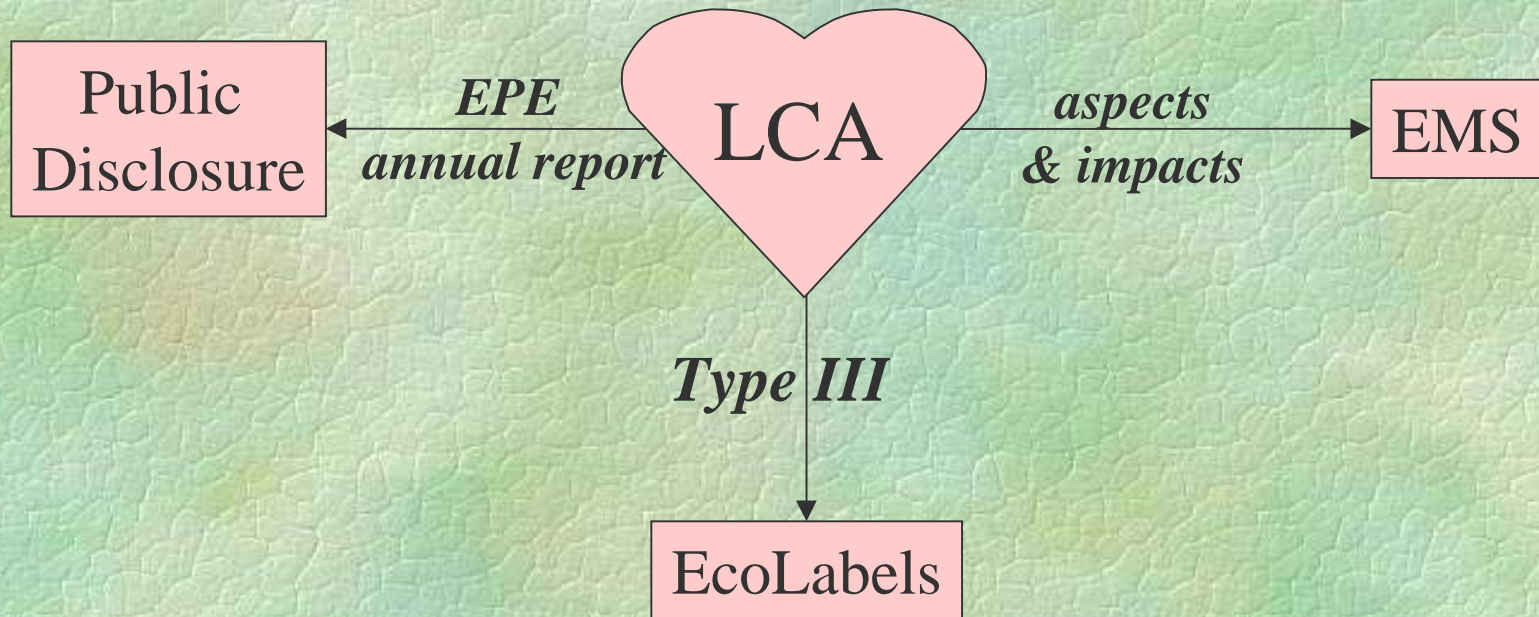 Public
Disclosure
EPE
annual report
LCA
aspects
& impacts
EMS
Type III
EcoLabels